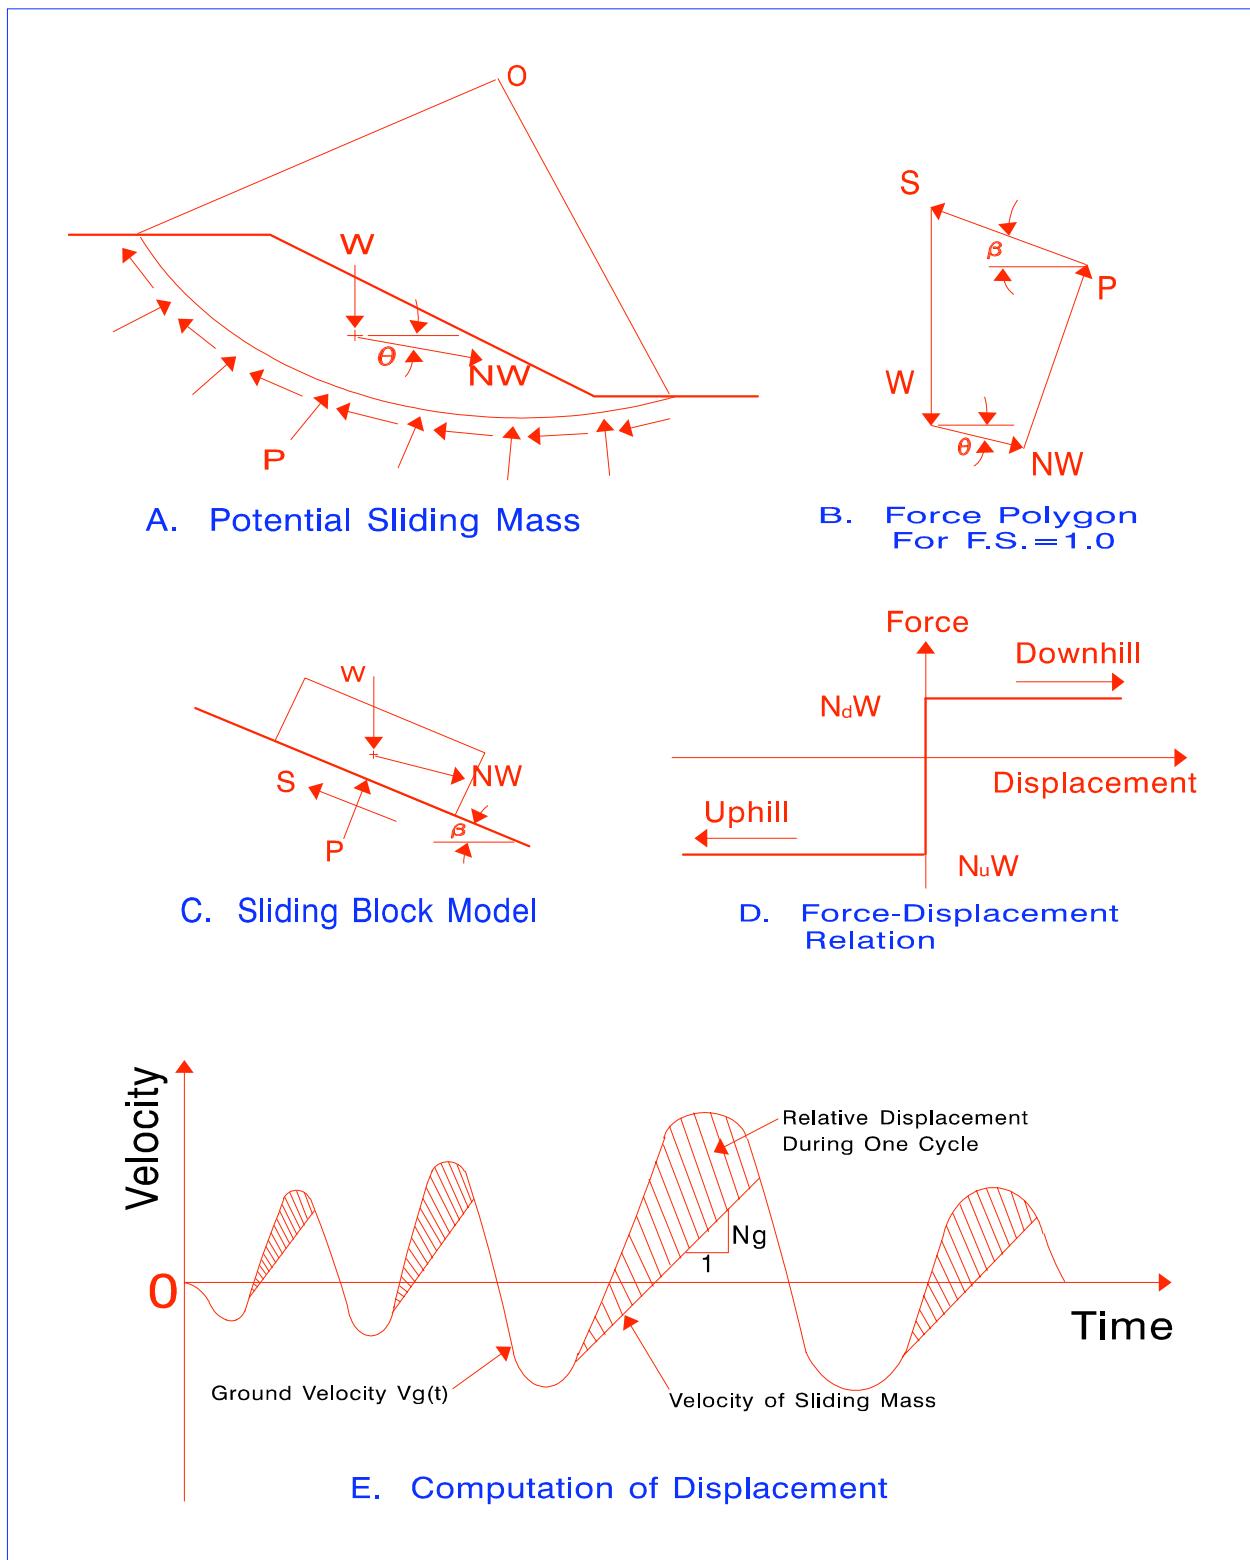 O
W
θ
NW
P
A. Potential Sliding Mass
S
β
P
W
θ
NW
B. Force Polygon
For F.S.=1.0
W
S
NW
P
β
C. Sliding Block Model
Force
Downhill
NdW
Displacement
Uphill
NuW
D. Force-Displacement
Relation
Velocity
Relative Displacement
During One Cycle
Ng
1
0
Time
Ground Velocity Vg(t)
Velocity of Sliding Mass
E. Computation of Displacement